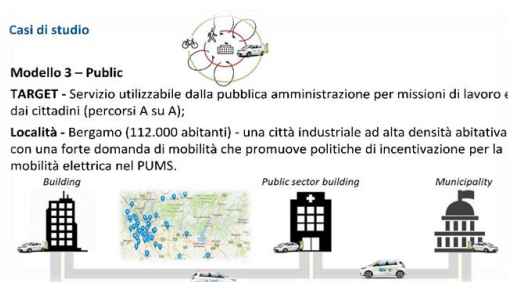 Casi di studio
Modello 3 – Public
TARGET - Servizio utilizzabile dalla pubblica amministrazione per missioni di lavoro e
dai cittadini (percorsi A su A);
Località - Bergamo (112.000 abitanti) - una città industriale ad alta densità abitativa
con una forte domanda di mobilità che promuove politiche di incentivazione per la
mobilità elettrica nel PUMS.
Building
Public sector building
Municipality